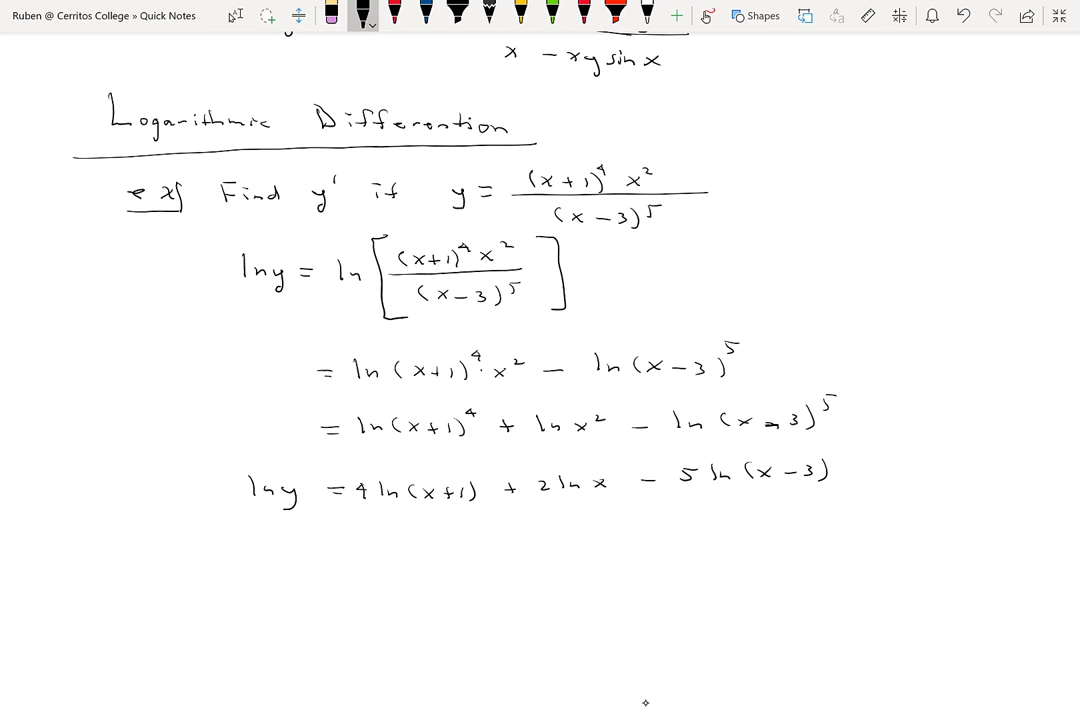 Ruben @ Cerritos College » Quick Notes Shapes
x - xy sin x
Logarithmic Differention
ex] Find y' if y = (x+1)^4 x^2 / (x-3)^5
ln y = ln [ (x+1)^4 x^2 / (x-3)^5 ]
= ln (x+1)^4 · x^2 - ln (x-3)^5
= ln (x+1)^4 + ln x^2 - ln (x-3)^5
ln y = 4 ln (x+1) + 2 ln x - 5 ln (x-3)